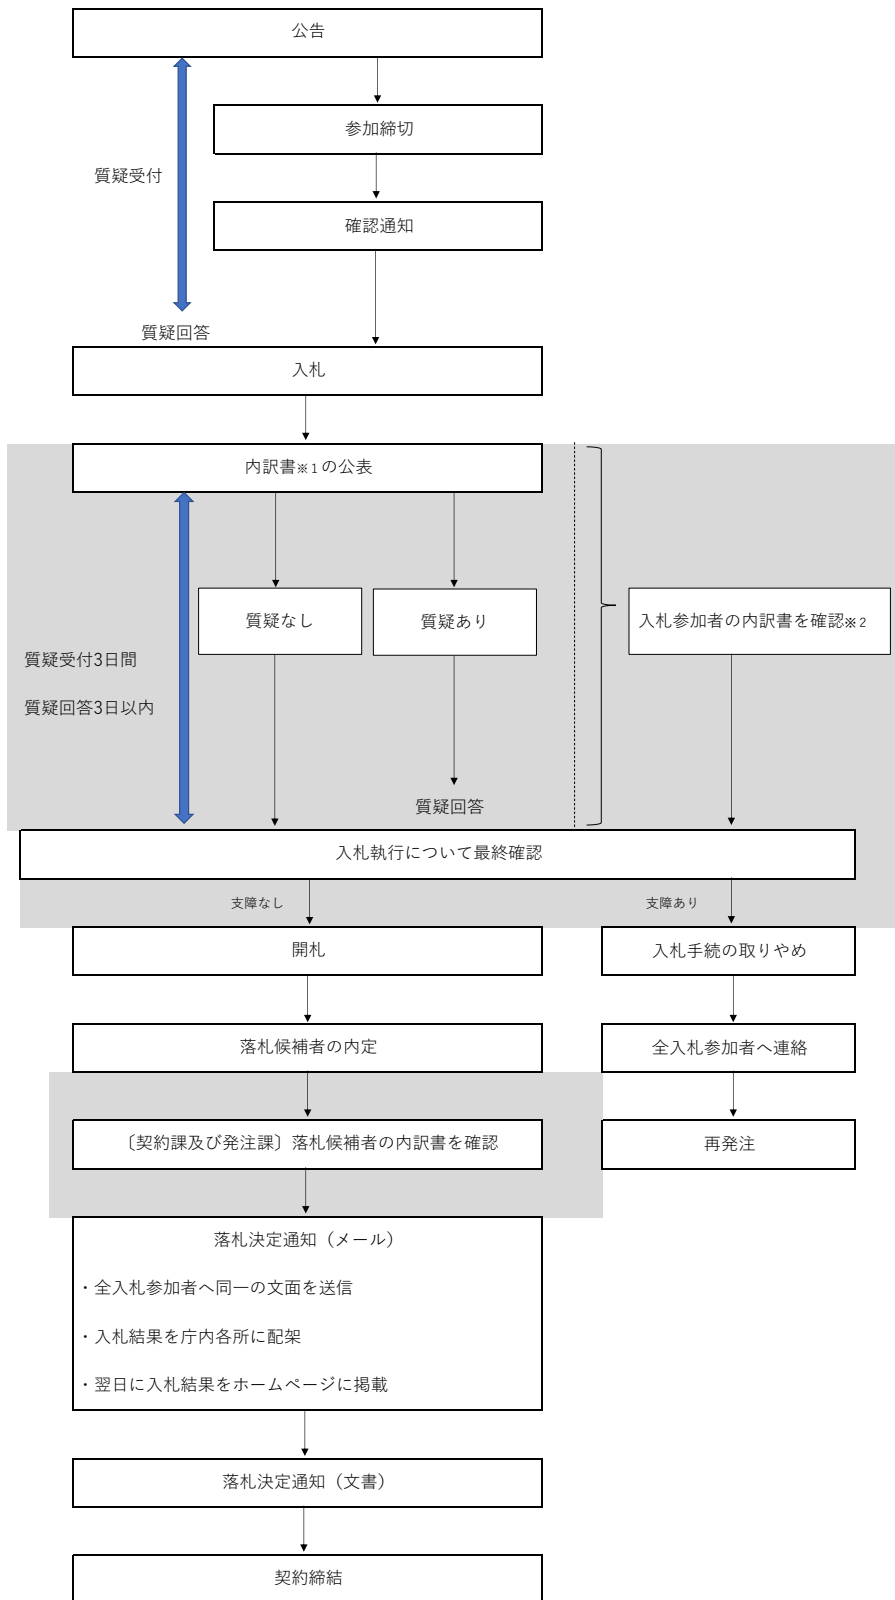 公告
参加締切
質疑受付
確認通知
質疑回答
入札
内訳書※1の公表
質疑なし
質疑あり
入札参加者の内訳書を確認※2
質疑受付3日間
質疑回答3日以内
質疑回答
入札執行について最終確認
支障なし
支障あり
開札
入札手続の取りやめ
落札候補者の内定
全入札参加者へ連絡
〔契約課及び発注課〕落札候補者の内訳書を確認
再発注
落札決定通知（メール）
・全入札参加者へ同一の文面を送信
・入札結果を庁内各所に配架
・翌日に入札結果をホームページに掲載
落札決定通知（文書）
契約締結